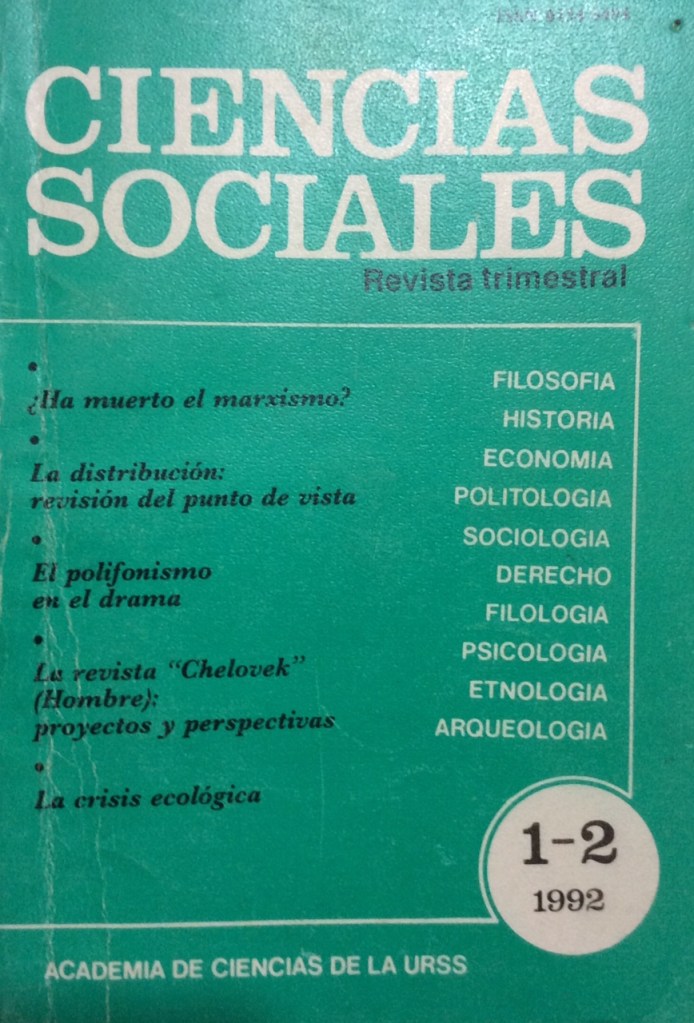 CIENCIAS
SOCIALES
Revista trimestral
¿Ha muerto el marxismo?
La distribución:
revisión del punto de vista
El polifonismo
en el drama
La revista “Chelovek”
(Hombre):
proyectos y perspectivas
La crisis ecológica
FILOSOFIA
HISTORIA
ECONOMIA
POLITOLOGIA
SOCIOLOGIA
DERECHO
FILOLOGIA
PSICOLOGIA
ETNOLOGIA
ARQUEOLOGIA
1-2
1992
ACADEMIA DE CIENCIAS DE LA URSS